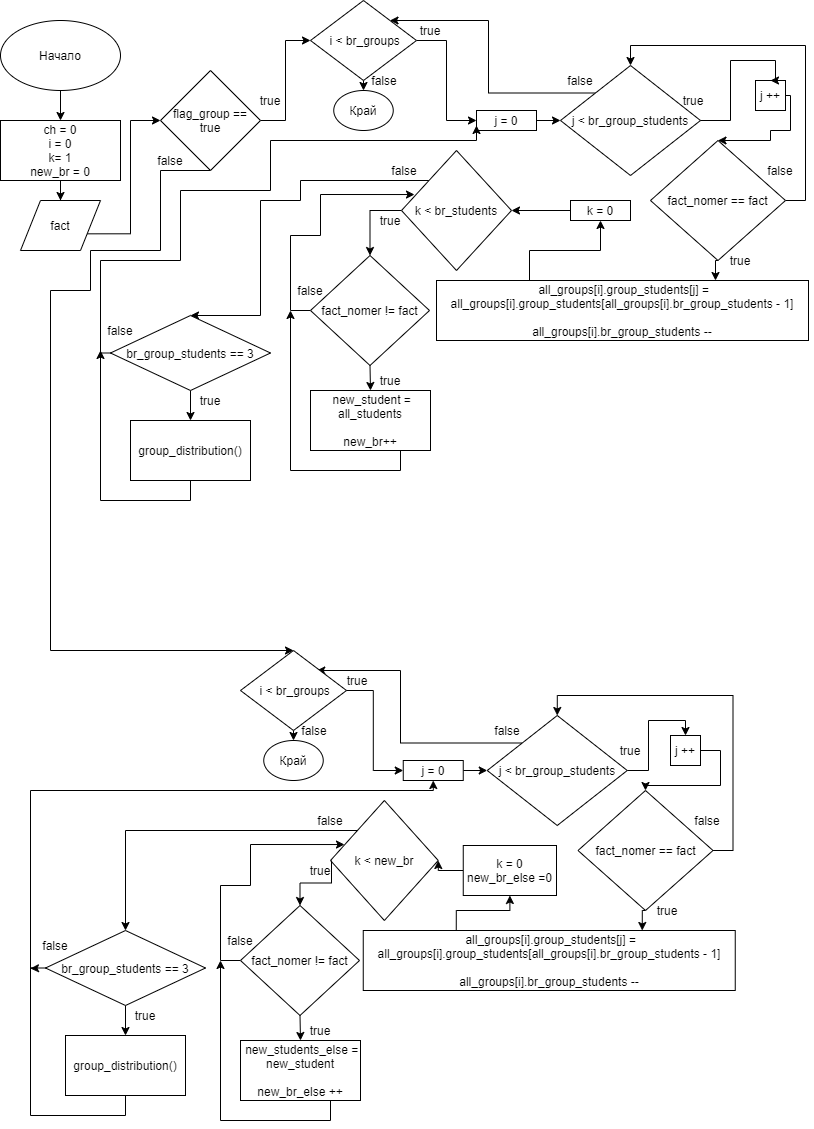 Начало
ch = 0
i = 0
k= 1
new_br = 0
fact
flag_group ==
true
true
false
i < br_groups
true
false
Край
j = 0
j < br_group_students
false
true
j ++
fact_nomer == fact
false
true
all_groups[i].group_students[j] =
all_groups[i].group_students[all_groups[i].br_group_students - 1]
all_groups[i].br_group_students --
k = 0
k < br_students
false
true
fact_nomer != fact
false
true
new_student =
all_students
new_br++
br_group_students == 3
false
true
group_distribution()
i < br_groups
true
false
Край
j = 0
j < br_group_students
false
true
j ++
fact_nomer == fact
false
true
all_groups[i].group_students[j] =
all_groups[i].group_students[all_groups[i].br_group_students - 1]
all_groups[i].br_group_students --
k = 0
new_br_else =0
k < new_br
false
true
fact_nomer != fact
false
true
new_students_else =
new_student
new_br_else ++
br_group_students == 3
false
true
group_distribution()